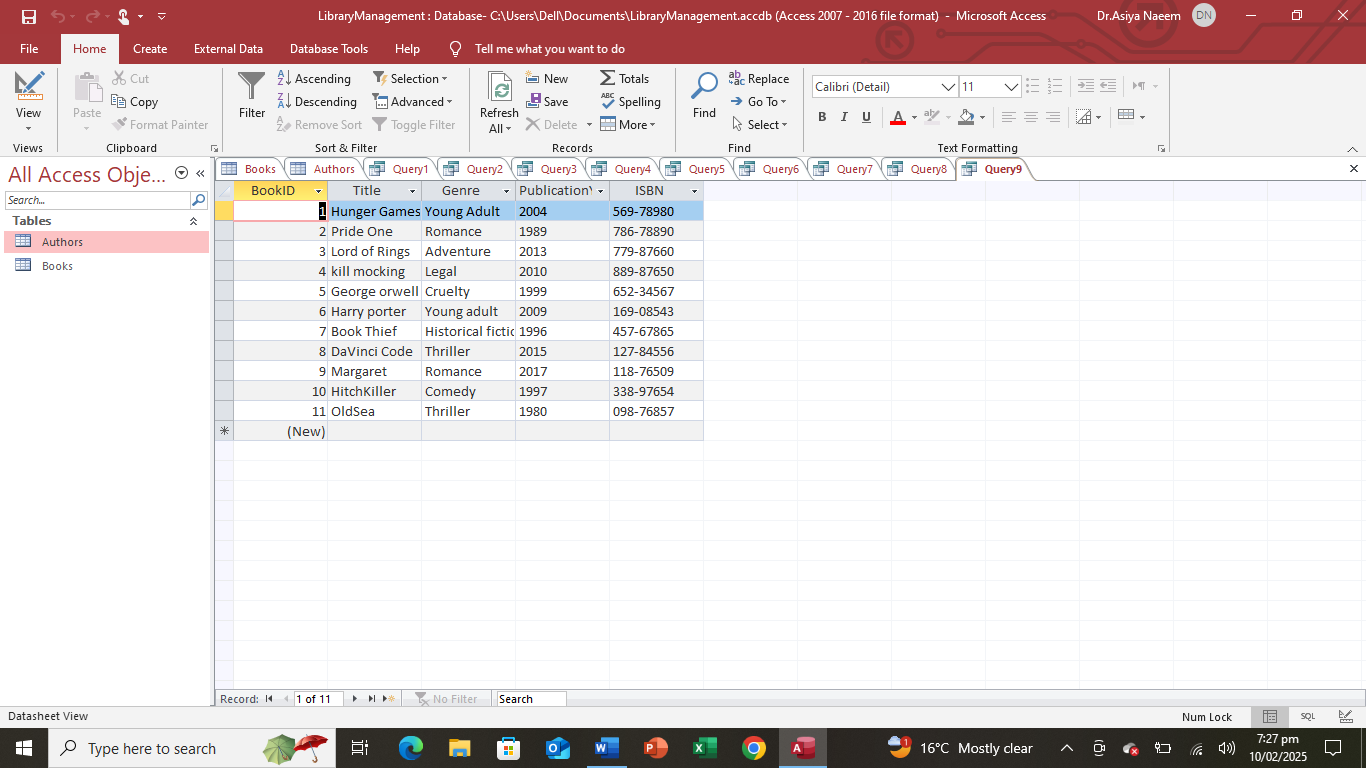 LibraryManagement : Database- C:\Users\Dell\Documents\LibraryManagement.accdb (Access 2007 - 2016 file format) - Microsoft Access Dr.Asiya Naeem DN
File Home Create External Data Database Tools Help Tell me what you want to do
View
Views
Paste
Cut
Copy
Format Painter
Clipboard
Filter
Ascending
Descending
Remove Sort
Selection
Advanced
Toggle Filter
Sort & Filter
Refresh All
New
Save
Delete
Totals
Spelling
More
Records
Find
Replace
Go To
Select
Find
Calibri (Detail) 11
B I U A
Text Formatting
All Access Obje...
Search...
Tables
Authors
Books
Books Authors Query1 Query2 Query3 Query4 Query5 Query6 Query7 Query8 Query9
BookID Title Genre PublicationY ISBN
1 Hunger Games Young Adult 2004 569-78980
2 Pride One Romance 1989 786-78890
3 Lord of Rings Adventure 2013 779-87660
4 kill mocking Legal 2010 889-87650
5 George orwell Cruelty 1999 652-34567
6 Harry porter Young adult 2009 169-08543
7 Book Thief Historical fictic 1996 457-67865
8 DaVinci Code Thriller 2015 127-84556
9 Margaret Romance 2017 118-76509
10 HitchKiller Comedy 1997 338-97654
11 OldSea Thriller 1980 098-76857
(New)
Record: 1 of 11 No Filter Search
Datasheet View Num Lock SQL
Type here to search 16°C Mostly clear 7:27 pm
10/02/2025